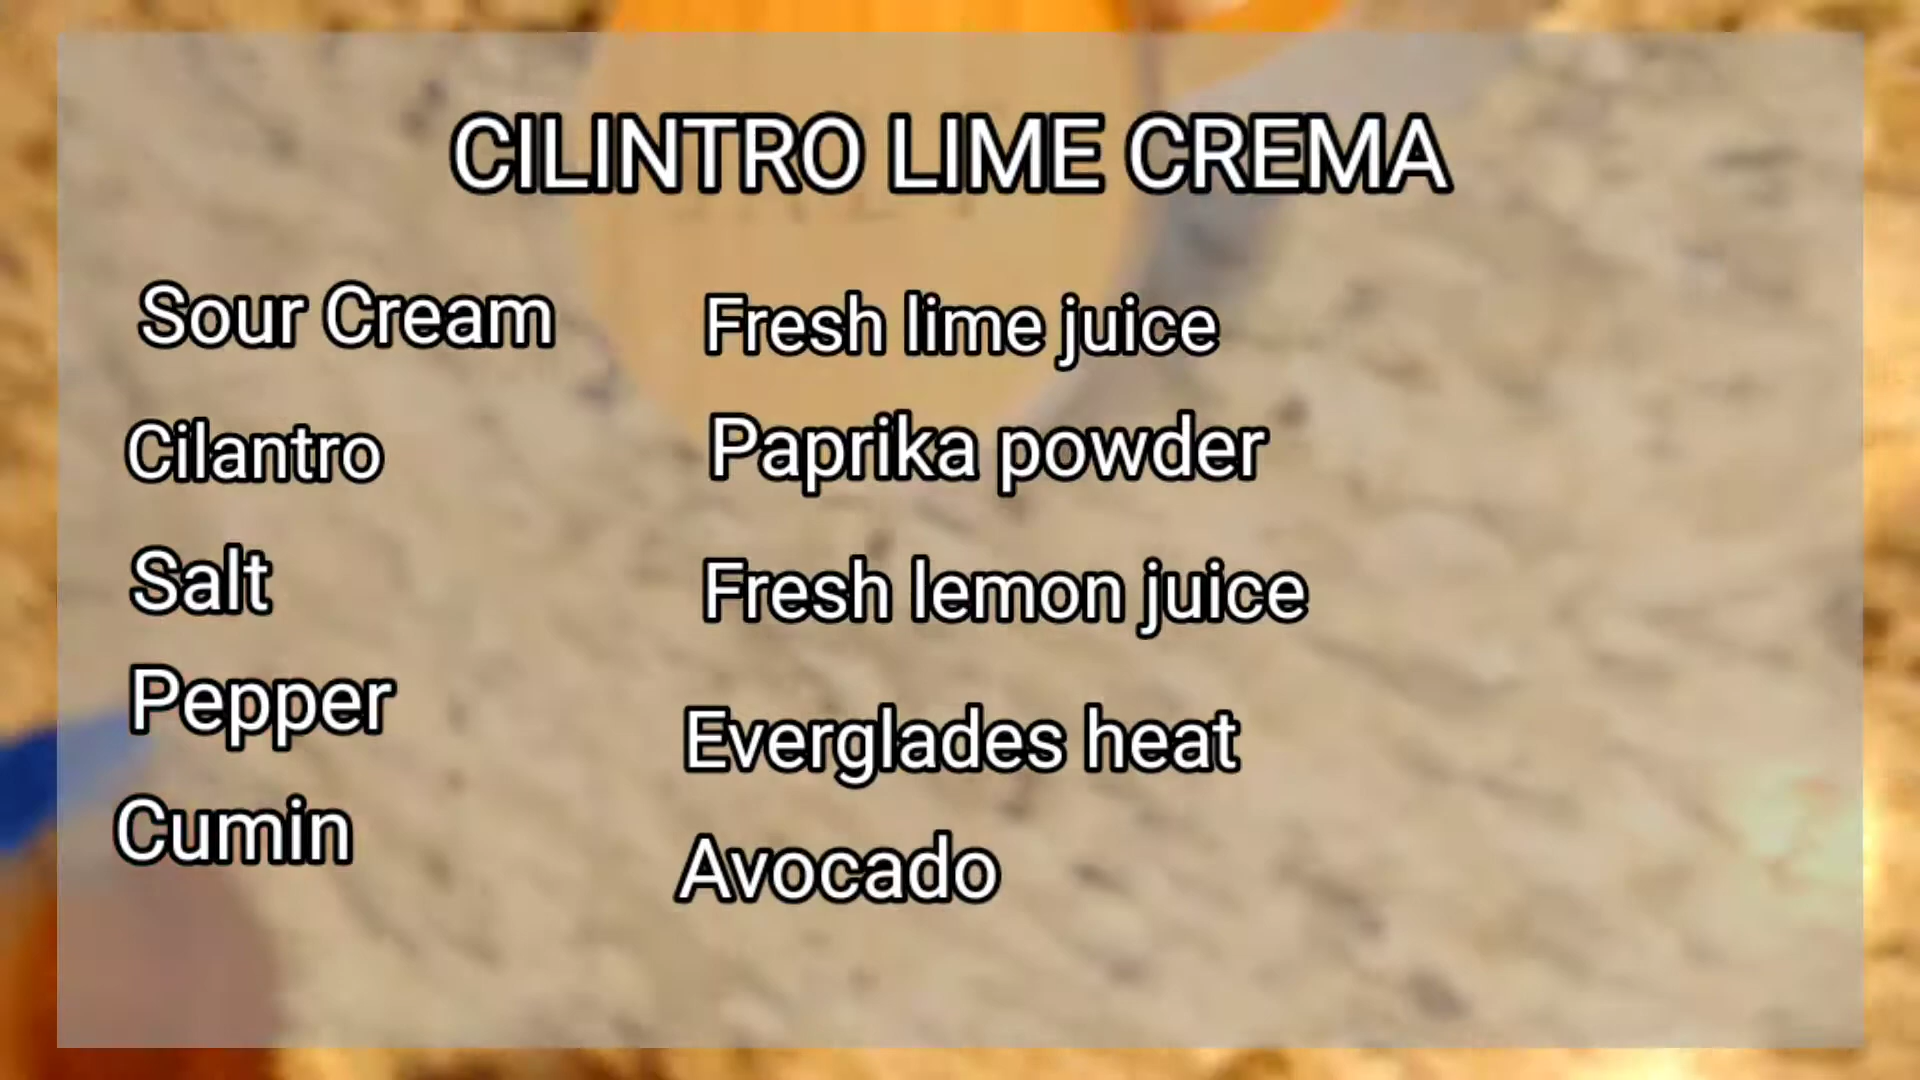 CILINTRO LIME CREMA
Sour Cream
Cilantro
Salt
Pepper
Cumin
Fresh lime juice
Paprika powder
Fresh lemon juice
Everglades heat
Avocado